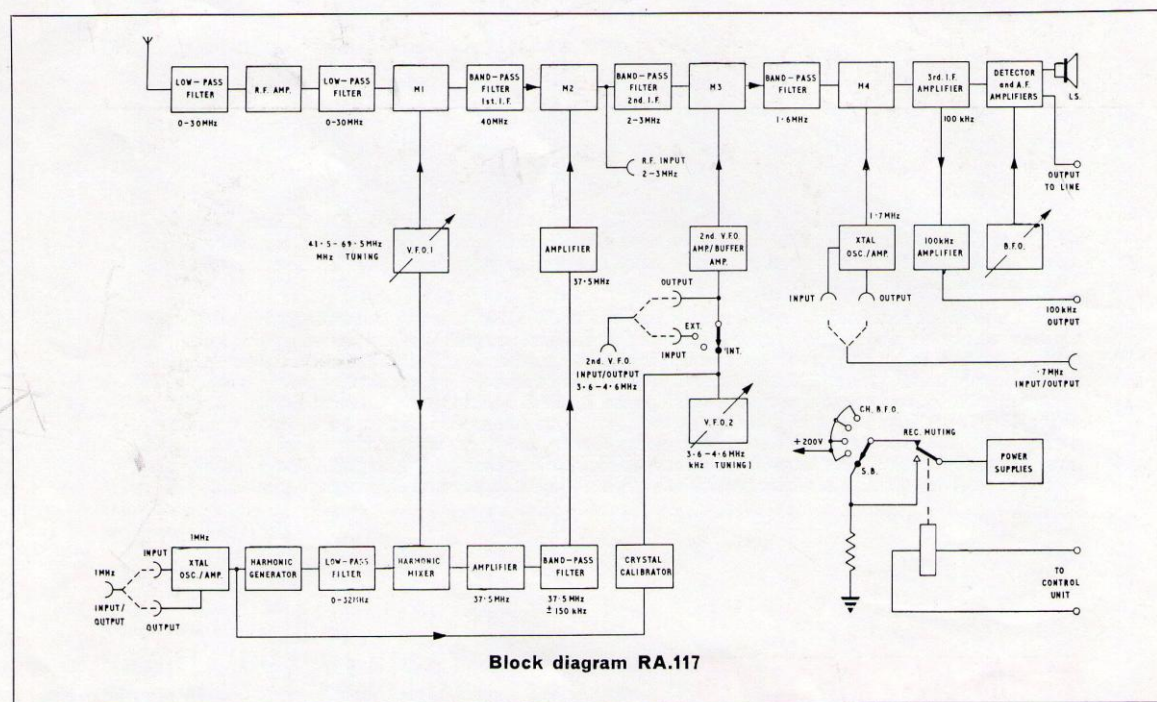 LOW-PASS
FILTER
0-30MHz
R.F. AMP.
LOW-PASS
FILTER
0-30MHz
M1
BAND-PASS
FILTER
1st. I.F.
40MHz
M2
BAND-PASS
FILTER
2nd. I.F.
2-3MHz
M3
BAND-PASS
FILTER
1·6MHz
M4
3rd. I.F.
AMPLIFIER
100 kHz
DETECTOR
and A.F.
AMPLIFIERS
L.S.
R.F. INPUT
2-3MHz
OUTPUT
TO LINE
41·5-69·5MHz
MHz TUNING
V.F.O.1
AMPLIFIER
37·5MHz
2nd. V.F.O.
AMP/BUFFER
AMP.
1·7MHz
XTAL
OSC./AMP.
100kHz
AMPLIFIER
B.F.O.
OUTPUT
EXT.
INPUT
INT.
2nd. V.F.O.
INPUT/OUTPUT
3·6-4·6MHz
INPUT
OUTPUT
100kHz
OUTPUT
·7MHz
INPUT/OUTPUT
V.F.O.2
3·6-4·6MHz
kHz TUNING)
CH. B.F.O.
+200V
S.B.
REC. MUTING
POWER
SUPPLIES
1MHz
INPUT/
OUTPUT
INPUT
OUTPUT
1MHz
XTAL
OSC./AMP.
HARMONIC
GENERATOR
LOW-PASS
FILTER
0-32MHz
HARMONIC
MIXER
AMPLIFIER
37·5MHz
BAND-PASS
FILTER
37·5MHz
± 150 kHz
CRYSTAL
CALIBRATOR
TO
CONTROL
UNIT
Block diagram RA.117